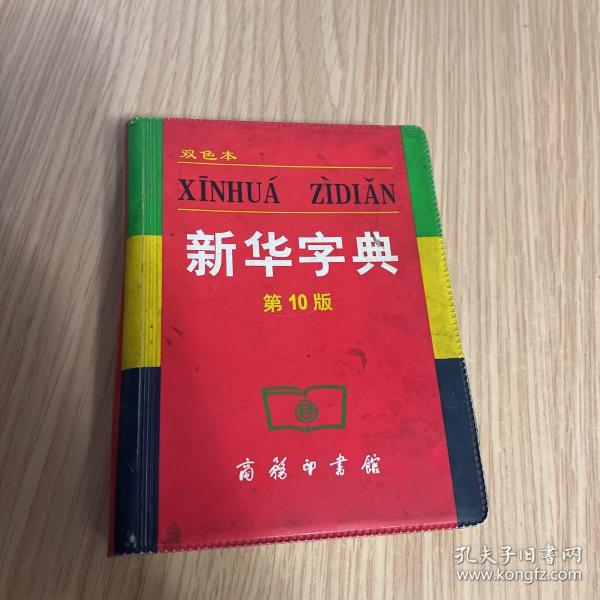 双色本
XĪNHUÁ ZÌDIǍN
新华字典
第10版
商務印書館
孔夫子旧书网
www.kongfz.com